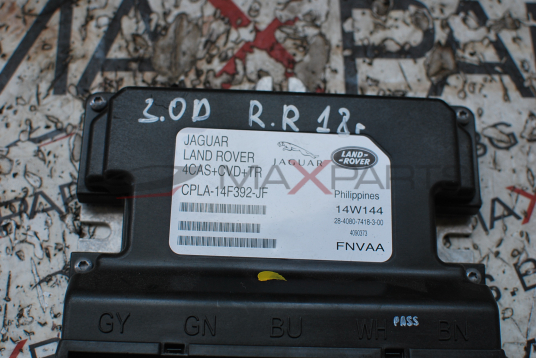 3.0D R.R 18г
JAGUAR
LAND ROVER
4CAS+CVD+TR
CPLA-14F392-JF
JAGUAR
LAND-ROVER
Philippines
14W144
28-4080-7418-3-00
4090373
FNVAA
MAXPART
GY GN BU WH PASS BN